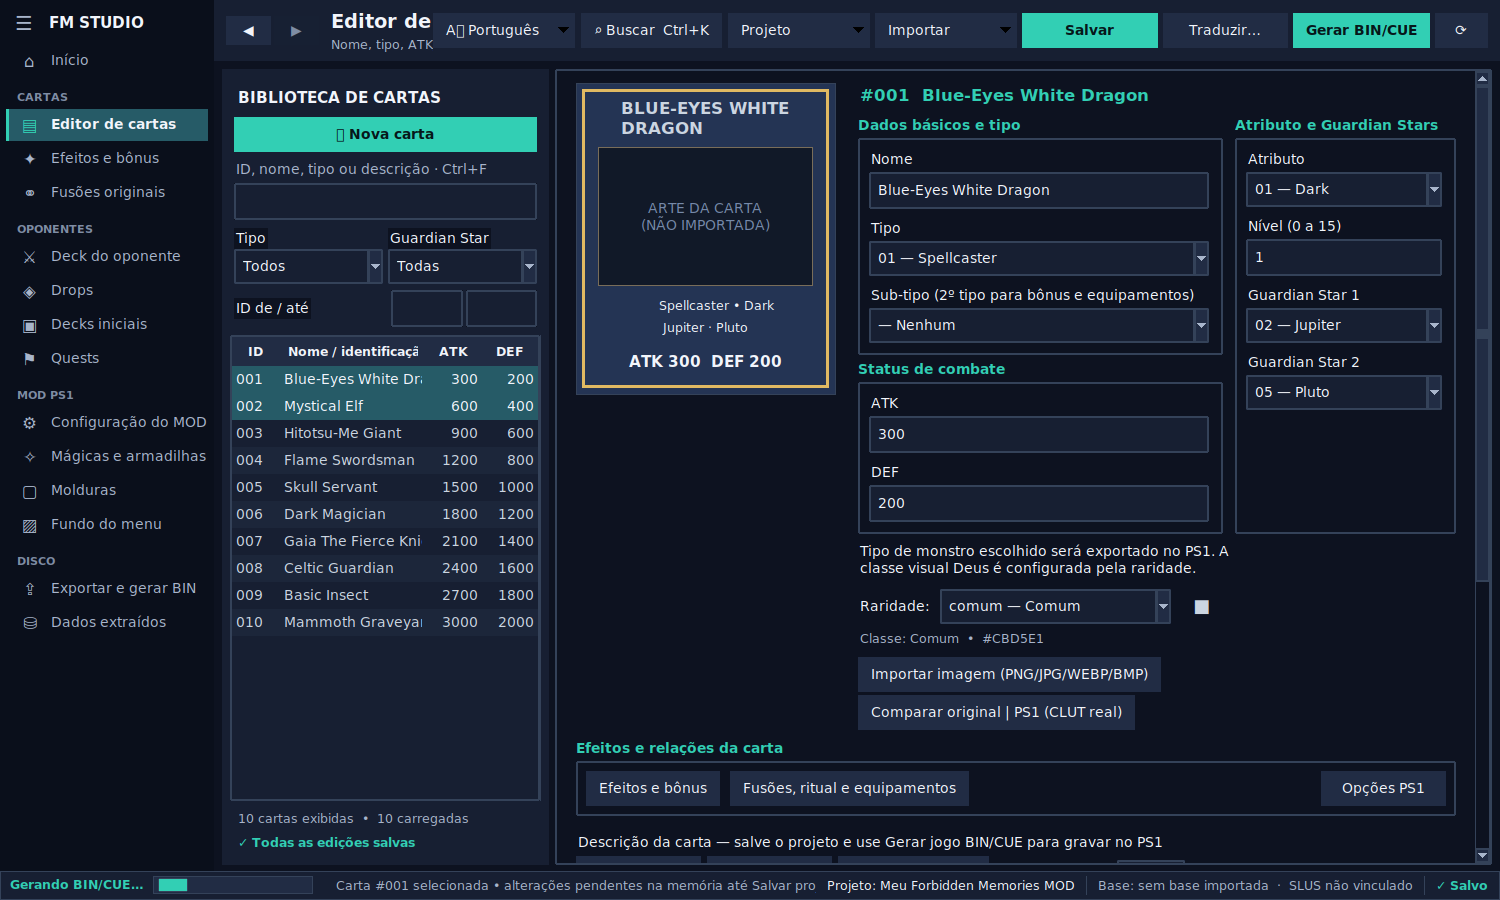 FM STUDIO
Início
CARTAS
Editor de cartas
Efeitos e bônus
Fusões originais
OPONENTES
Deck do oponente
Drops
Decks iniciais
Quests
MOD PS1
Configuração do MOD
Mágicas e armadilhas
Molduras
Fundo do menu
DISCO
Exportar e gerar BIN
Dados extraídos
Editor de
Nome, tipo, ATK
Português
Buscar Ctrl+K
Projeto
Importar
Salvar
Traduzir...
Gerar BIN/CUE
BIBLIOTECA DE CARTAS
Nova carta
ID, nome, tipo ou descrição · Ctrl+F
Tipo Guardian Star
Todos Todas
ID de / até
ID Nome / identificaçã ATK DEF
001 Blue-Eyes White Dra 300 200
002 Mystical Elf 600 400
003 Hitotsu-Me Giant 900 600
004 Flame Swordsman 1200 800
005 Skull Servant 1500 1000
006 Dark Magician 1800 1200
007 Gaia The Fierce Kni 2100 1400
008 Celtic Guardian 2400 1600
009 Basic Insect 2700 1800
010 Mammoth Graveyar 3000 2000
10 cartas exibidas • 10 carregadas
✓ Todas as edições salvas
BLUE-EYES WHITE
DRAGON
ARTE DA CARTA
(NÃO IMPORTADA)
Spellcaster • Dark
Jupiter · Pluto
ATK 300 DEF 200
#001 Blue-Eyes White Dragon
Dados básicos e tipo
Nome
Blue-Eyes White Dragon
Tipo
01 — Spellcaster
Sub-tipo (2º tipo para bônus e equipamentos)
— Nenhum
Status de combate
ATK
300
DEF
200
Atributo e Guardian Stars
Atributo
01 — Dark
Nível (0 a 15)
1
Guardian Star 1
02 — Jupiter
Guardian Star 2
05 — Pluto
Tipo de monstro escolhido será exportado no PS1. A
classe visual Deus é configurada pela raridade.
Raridade: comum — Comum
Classe: Comum • #CBD5E1
Importar imagem (PNG/JPG/WEBP/BMP)
Comparar original | PS1 (CLUT real)
Efeitos e relações da carta
Efeitos e bônus
Fusões, ritual e equipamentos
Opções PS1
Descrição da carta — salve o projeto e use Gerar jogo BIN/CUE para gravar no PS1
Gerando BIN/CUE...
Carta #001 selecionada • alterações pendentes na memória até Salvar pro
Projeto: Meu Forbidden Memories MOD
Base: sem base importada · SLUS não vinculado
✓ Salvo